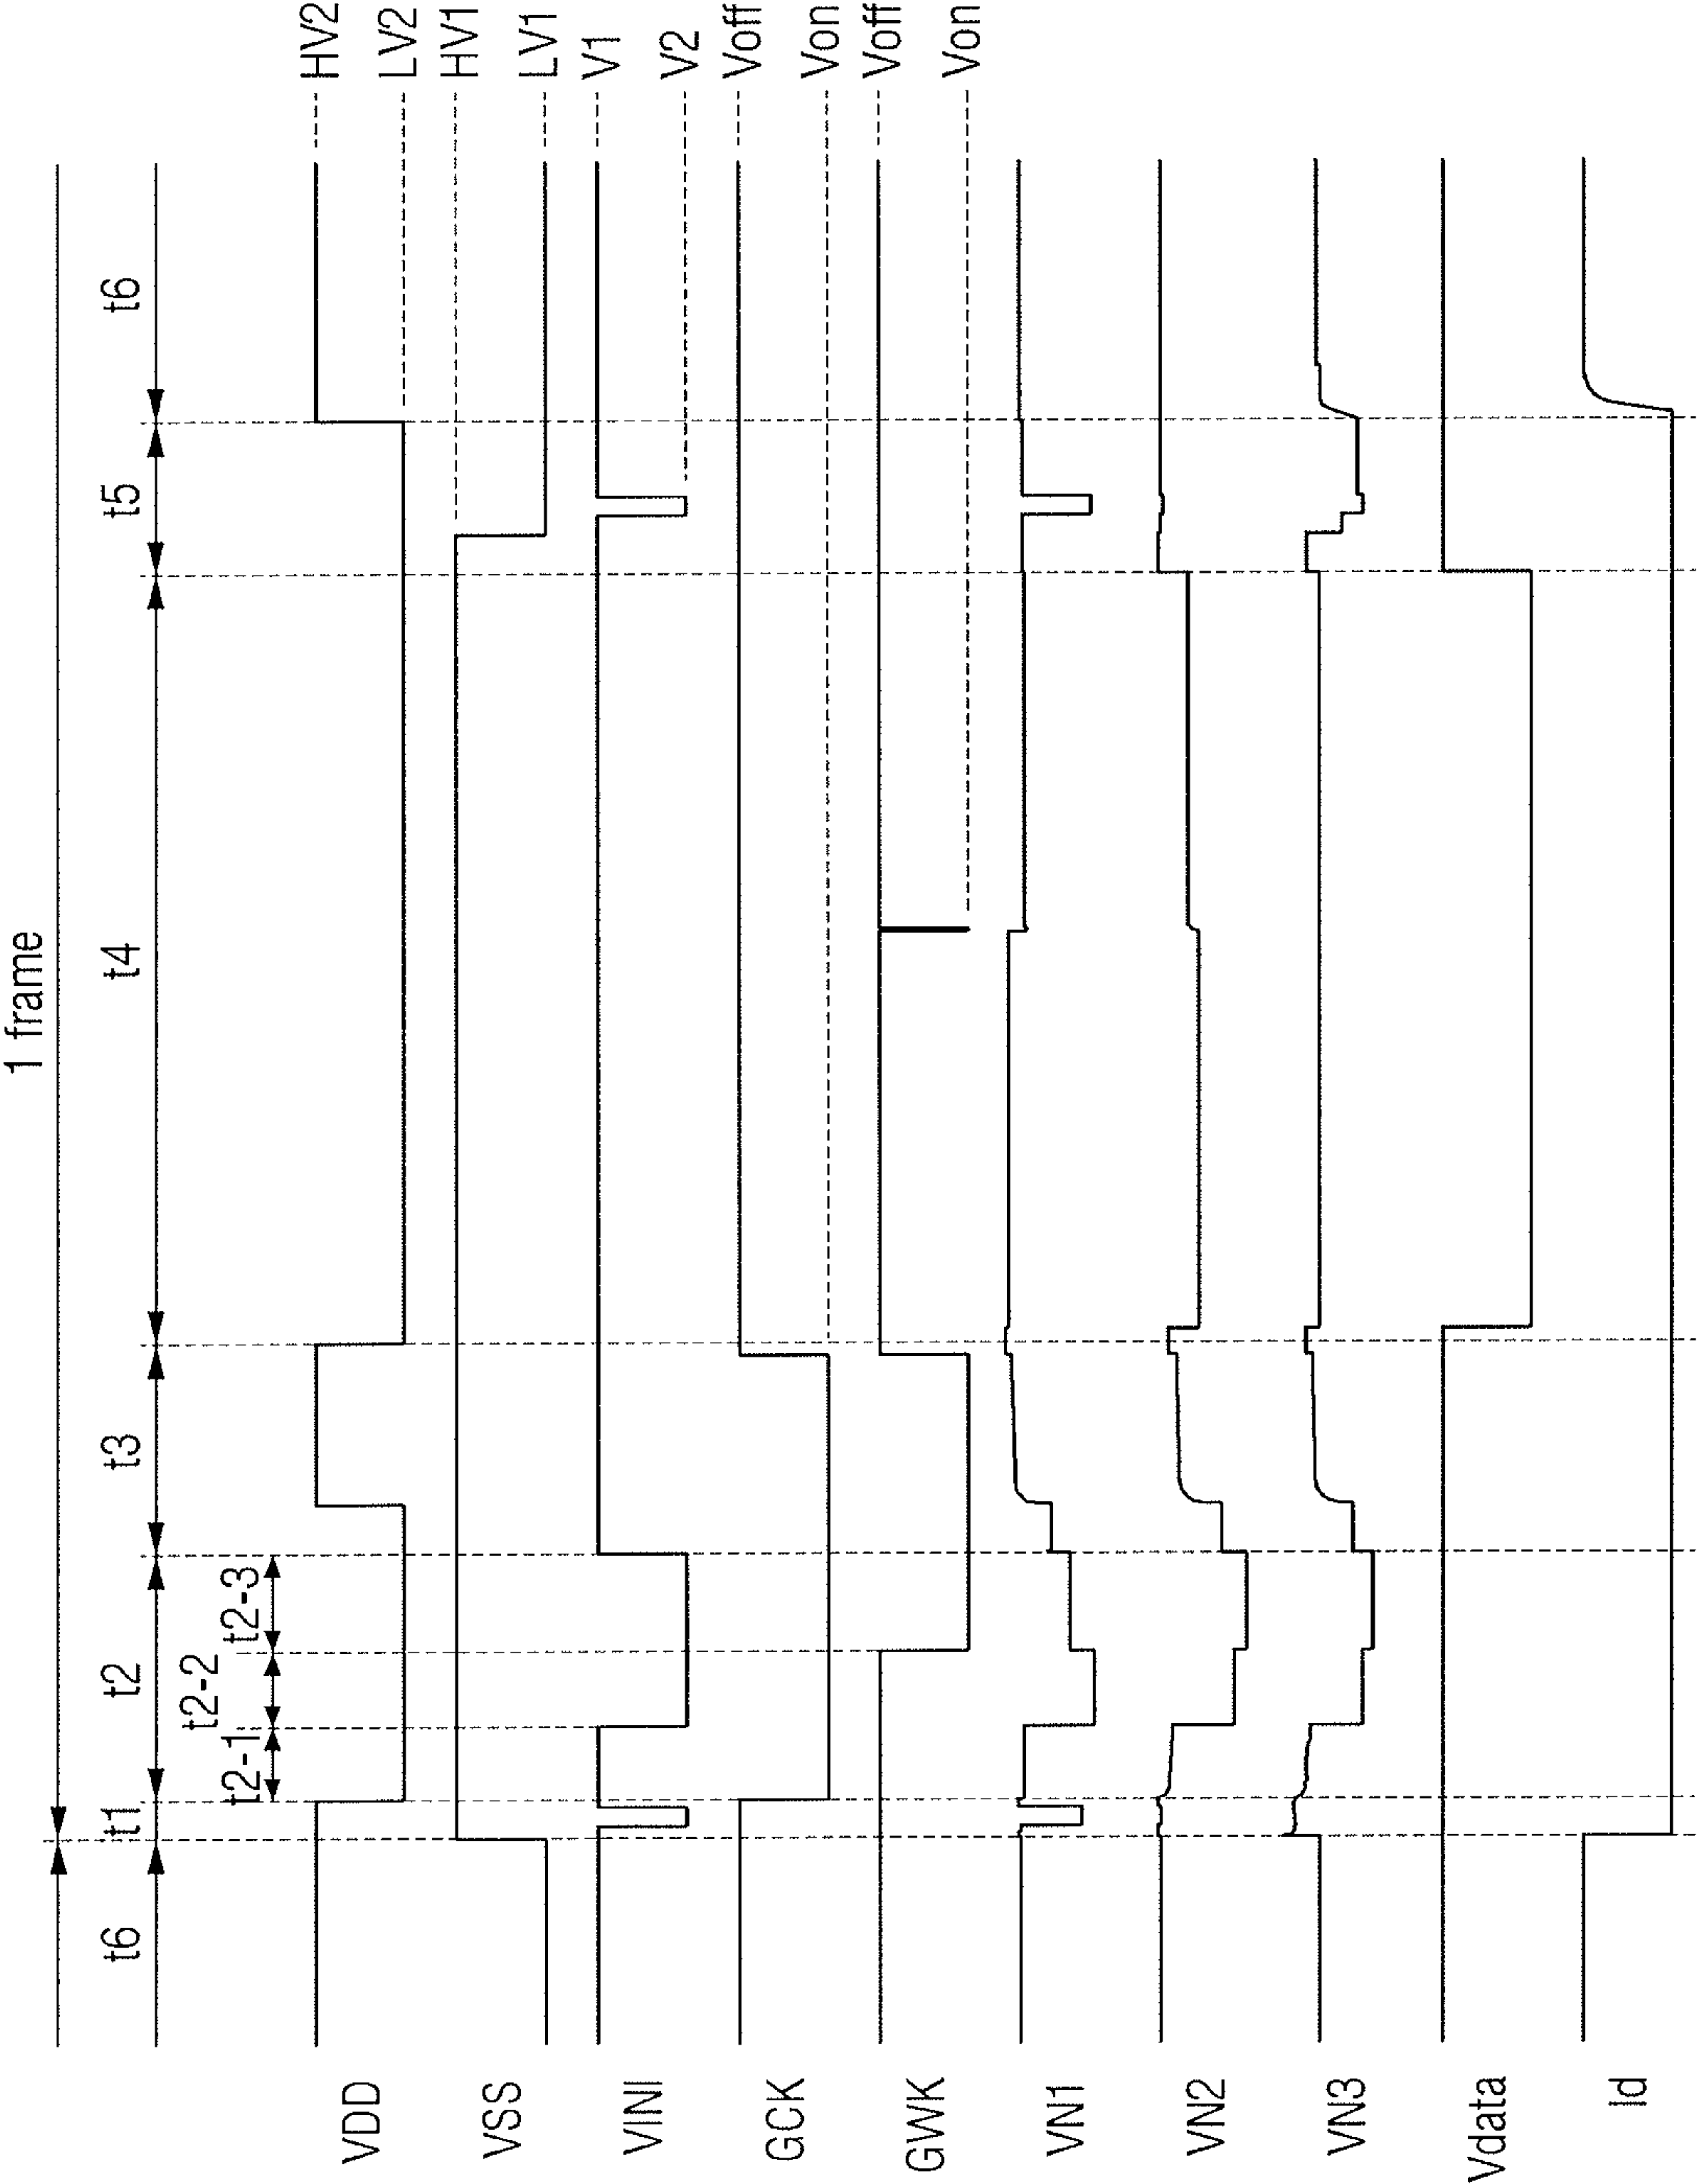 1 frame
t6
t1
t2
t3
t4
t5
t6
t2-1
t2-2
t2-3
VDD
HV2
LV2
VSS
HV1
LV1
VINI
V1
V2
GCK
Voff
Von
GWK
Voff
Von
VN1
VN2
VN3
Vdata
Id